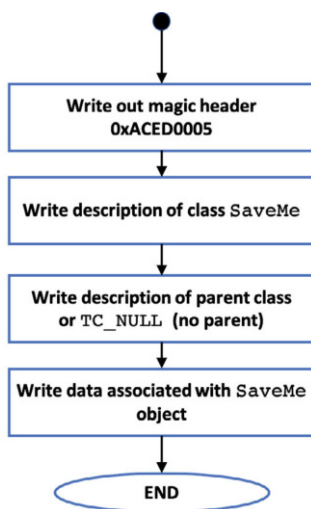 Write out magic header
0xACED0005
Write description of class SaveMe
Write description of parent class
or TC_NULL (no parent)
Write data associated with SaveMe
object
END